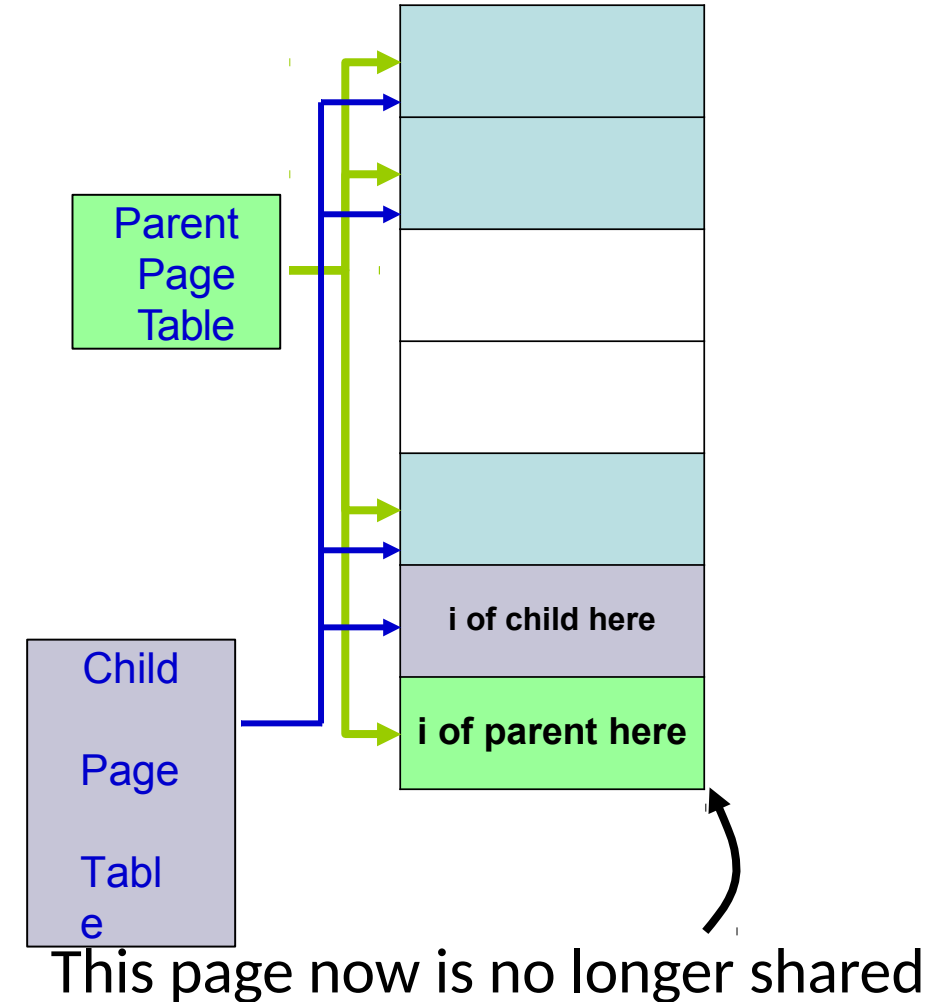 Parent
Page
Table
i of child here
Child
Page
Tabl
e
i of parent here
This page now is no longer shared